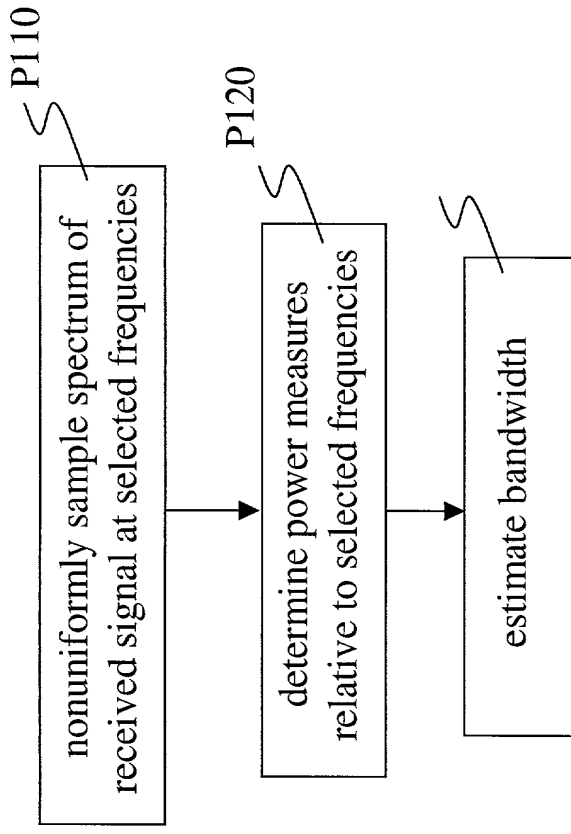 P110
nonuniformly sample spectrum of
received signal at selected frequencies
P120
determine power measures
relative to selected frequencies
estimate bandwidth